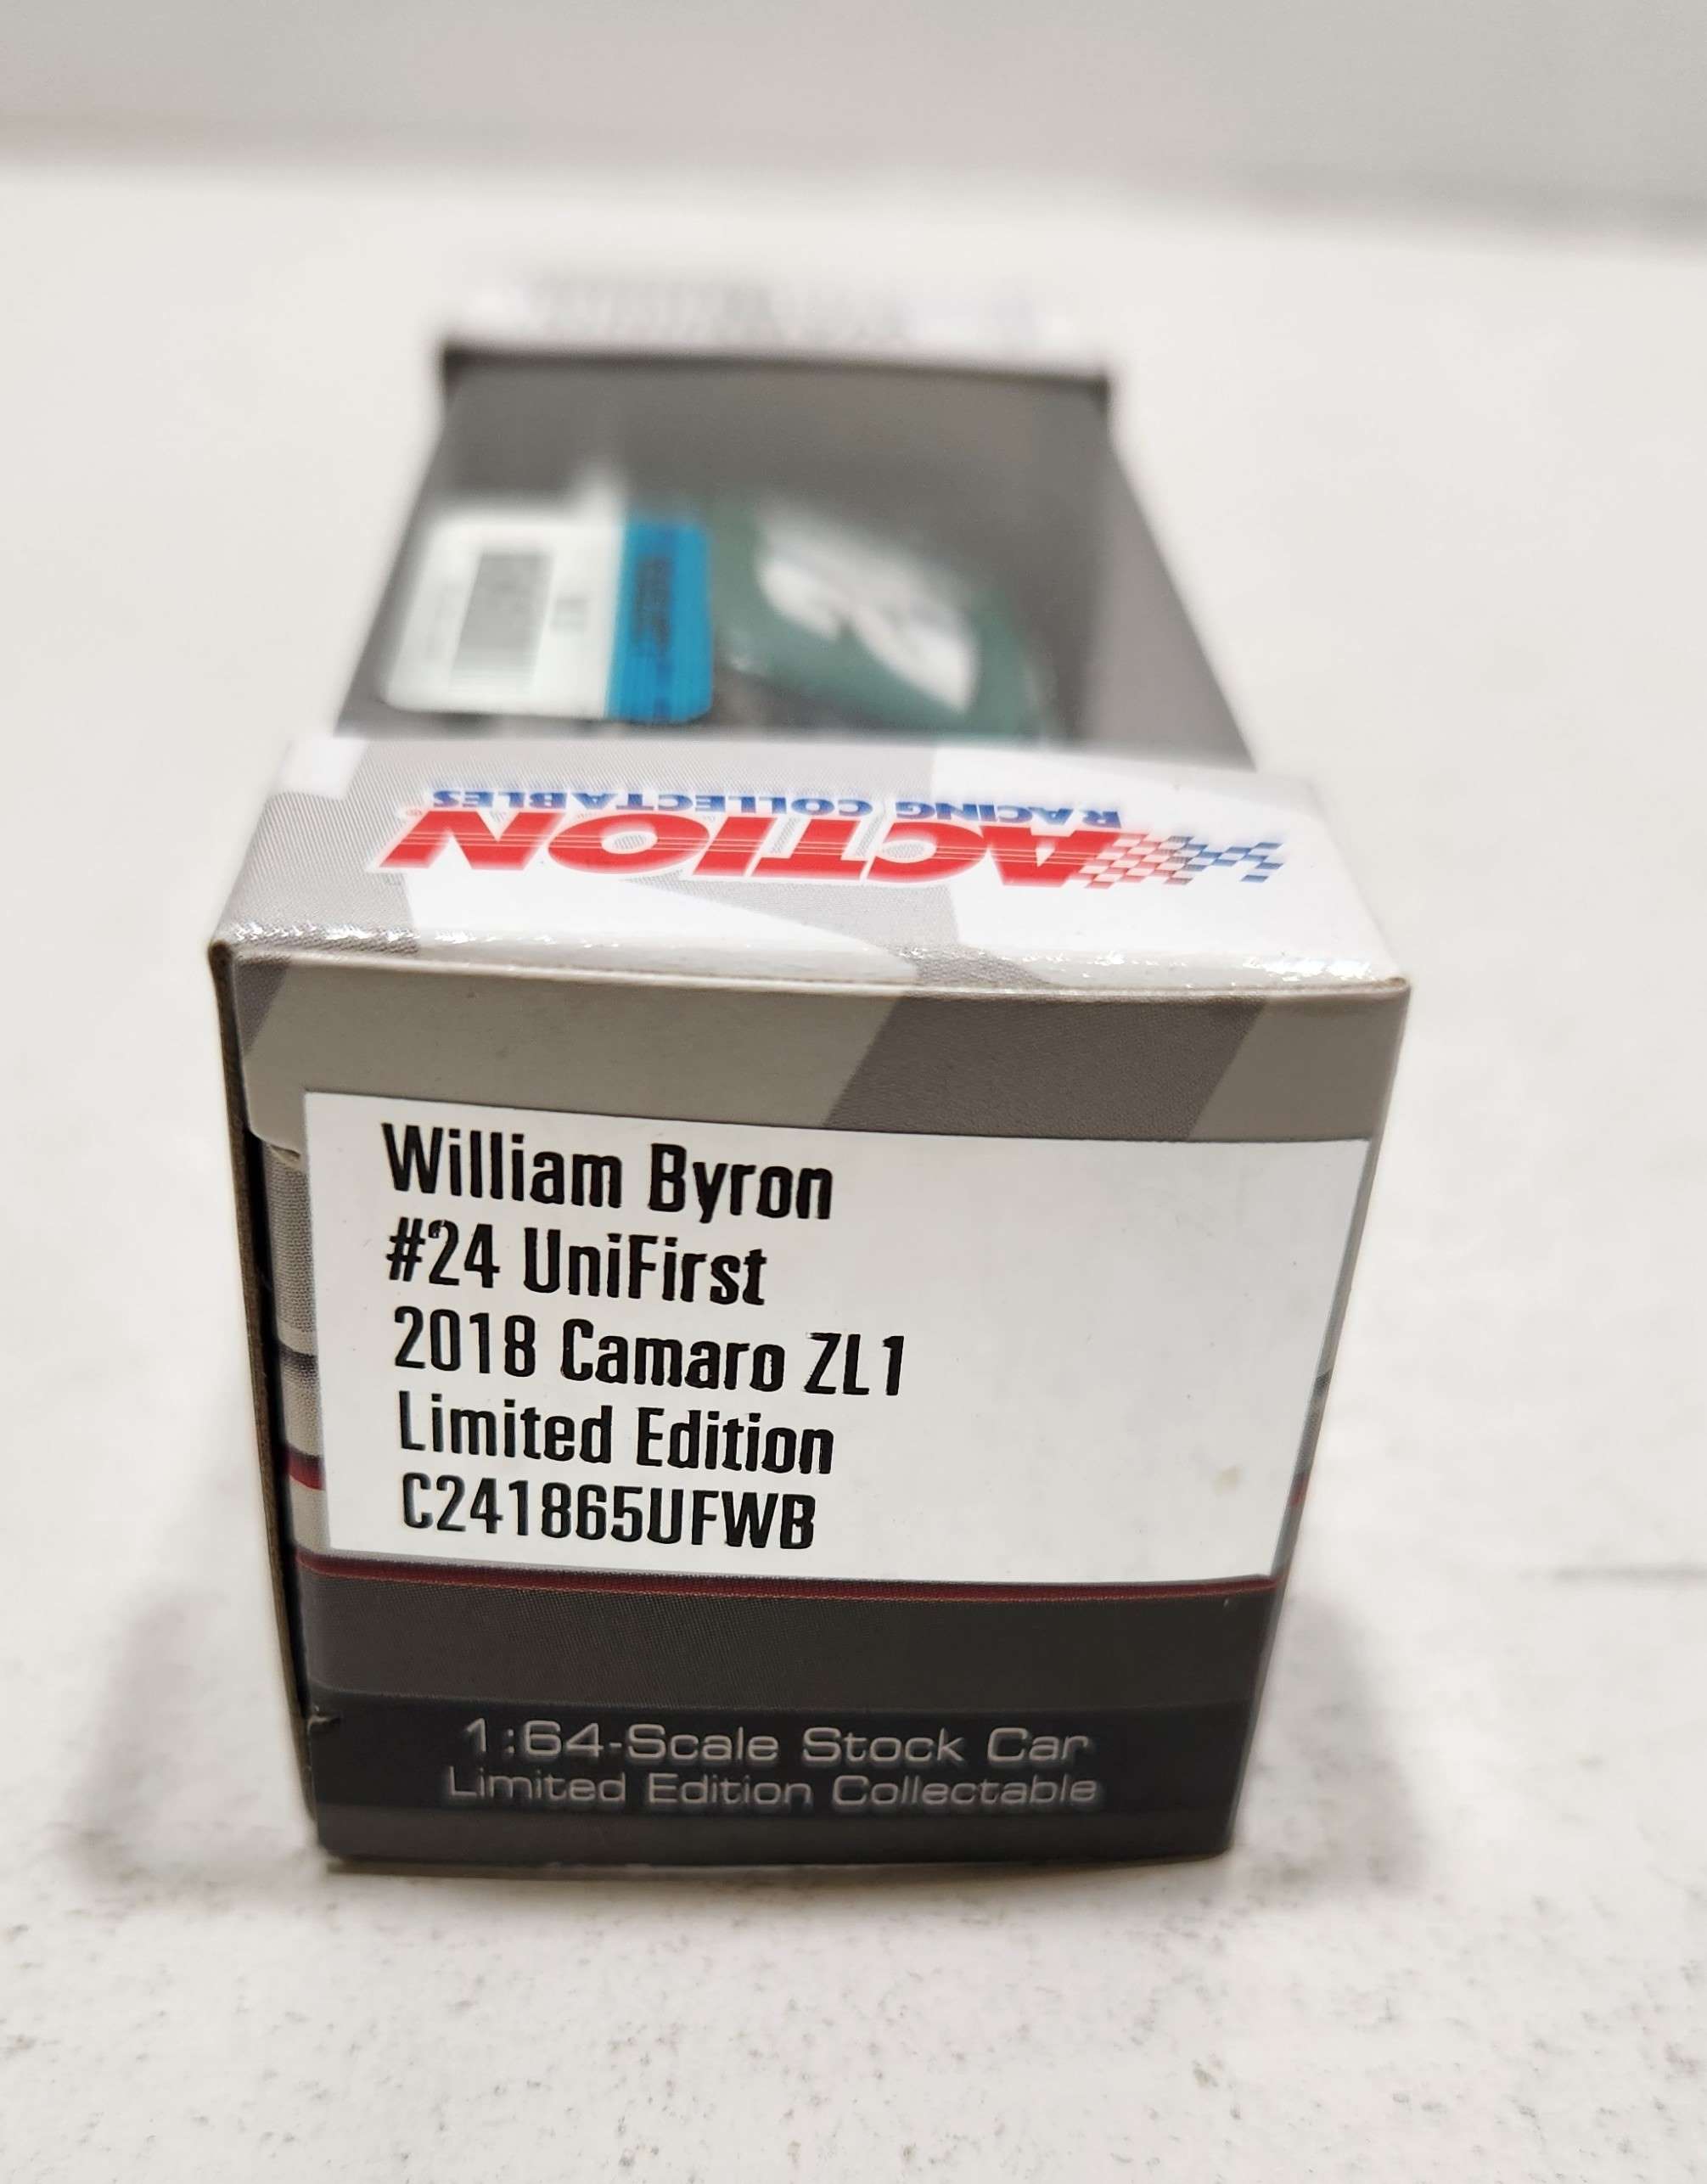 ACTION®
RACING COLLECTABLES
William Byron
#24 UniFirst
2018 Camaro ZL1
Limited Edition
C241865UFWB
1:64-Scale Stock Car
Limited Edition Collectable